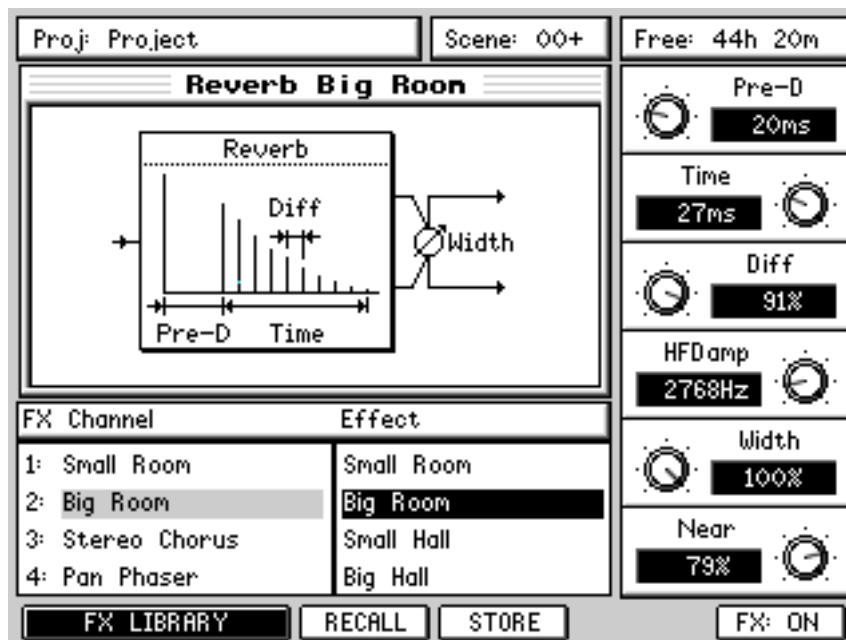 Proj: Project
Scene: 00+
Free: 44h 20m
Reverb Big Roon
Reverb
Diff
Width
Pre-D
Time
Pre-D
20ms
Time
27ms
Diff
91%
HFDamp
2768Hz
Width
100%
Near
79%
FX Channel
Effect
1: Small Room
Small Room
2: Big Room
Big Room
3: Stereo Chorus
Small Hall
4: Pan Phaser
Big Hall
FX LIBRARY
RECALL
STORE
FX: ON